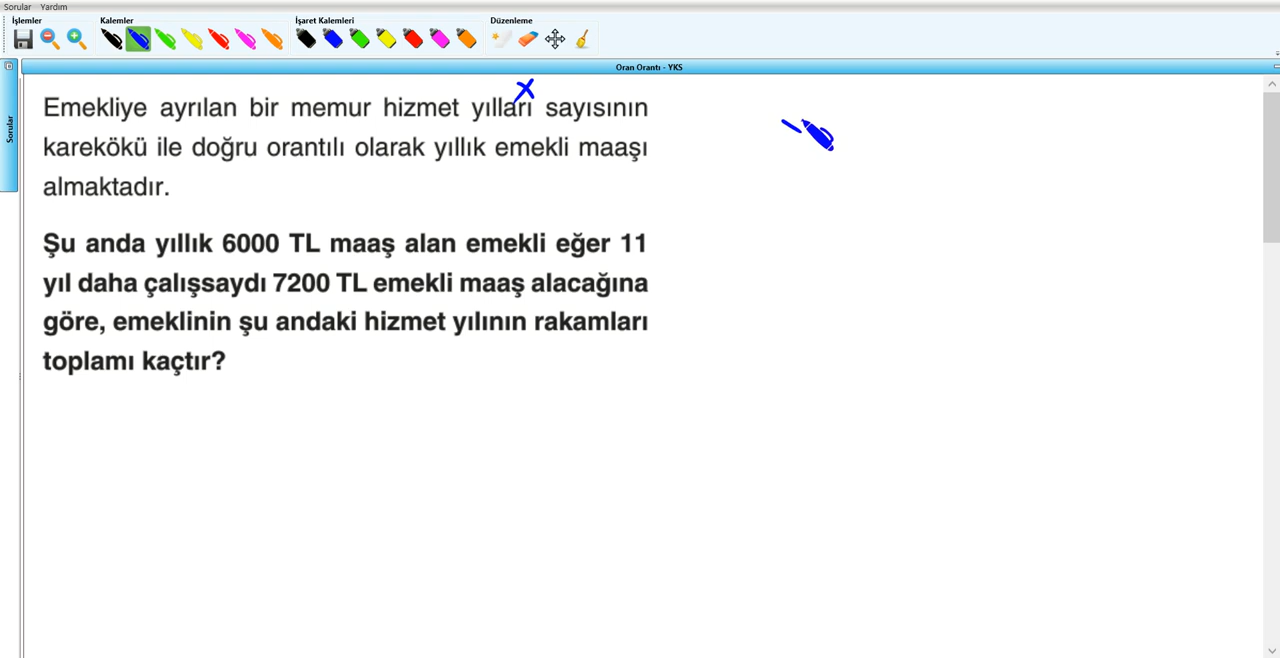 Sorular Yardım
İşlemler Kalemler İşaret Kalemleri Düzenleme
Oran Orantı - YKS
Sorular
x
Emekliye ayrılan bir memur hizmet yılları sayısının
karekökü ile doğru orantılı olarak yıllık emekli maaşı
almaktadır.
Şu anda yıllık 6000 TL maaş alan emekli eğer 11
yıl daha çalışsaydı 7200 TL emekli maaş alacağına
göre, emeklinin şu andaki hizmet yılının rakamları
toplamı kaçtır?